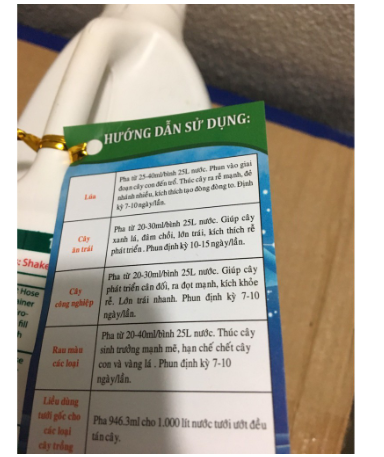 HƯỚNG DẪN SỬ DỤNG:
Lúa
Pha từ 25-40ml/bình 25L nước. Phun vào giai
đoạn cây con đến trổ. Thúc cây ra rễ mạnh, đẻ
nhánh nhiều, kích thích tạo đòng đòng to. Định
kỳ 7-10ngày/lần.
Cây
ăn trái
Pha từ 20-30ml/bình 25L nước. Giúp cây
xanh lá, đâm chồi, lớn trái, kích thích rễ
phát triển. Phun định kỳ 10-15 ngày/lần.
Cây
công nghiệp
Pha từ 20-30ml/bình 25L nước. Giúp cây
phát triển cân đối, ra đọt mạnh, kích khỏe
rễ. Lớn trái nhanh. Phun định kỳ 7-10
ngày/lần.
Rau màu
các loại
Pha từ 20-40ml/bình 25L nước. Thúc cây
sinh trưởng mạnh mẽ, hạn chế chết cây
con và vàng lá. Phun định kỳ 7-10
ngày/lần.
Liều dùng
tưới gốc cho
các loại
cây trồng
Pha 946.3ml cho 1.000 lít nước tưới ướt đều
tán cây.
Shake
Hose